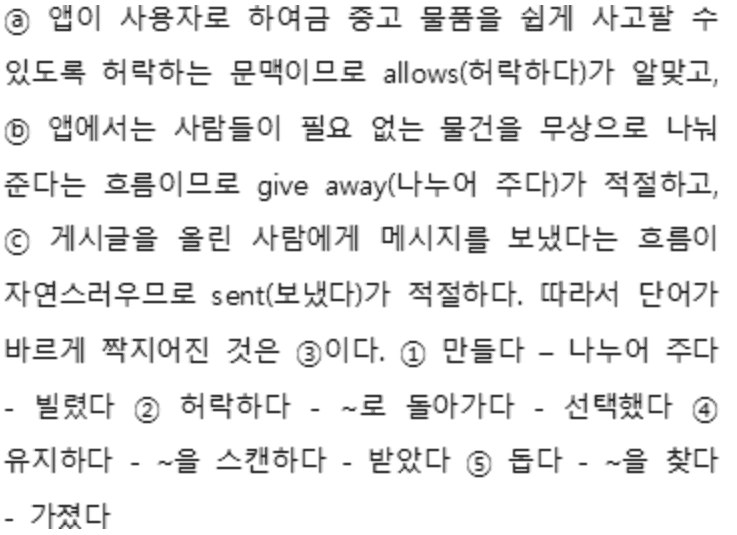 ⓐ 앱이 사용자로 하여금 중고 물품을 쉽게 사고팔 수
있도록 허락하는 문맥이므로 allows(허락하다)가 알맞고,
ⓑ 앱에서는 사람들이 필요 없는 물건을 무상으로 나눠
준다는 흐름이므로 give away(나누어 주다)가 적절하고,
ⓒ 게시글을 올린 사람에게 메시지를 보냈다는 흐름이
자연스러우므로 sent(보냈다)가 적절하다. 따라서 단어가
바르게 짝지어진 것은 ③이다. ① 만들다 – 나누어 주다
- 빌렸다 ② 허락하다 - ~로 돌아가다 - 선택했다 ④
유지하다 - ~을 스캔하다 - 받았다 ⑤ 돕다 - ~을 찾다
- 가졌다